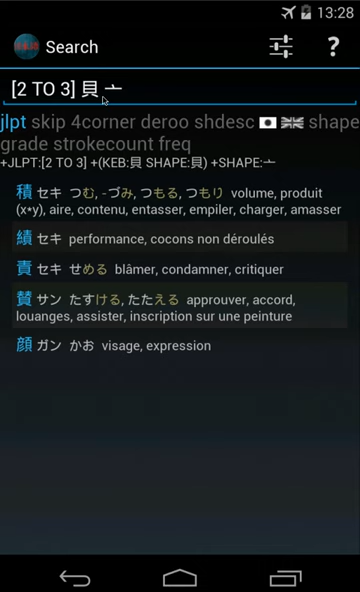 13:28
Search
?
[2 TO 3] 貝 亠
jlpt skip 4corner deroo shdesc shape
grade strokecount freq
+JLPT:[2 TO 3] +(KEB:貝 SHAPE:貝) +SHAPE:亠
積 セキ つむ, -づみ, つもる, つもり volume, produit
(x*y), aire, contenu, entasser, empiler, charger, amasser
績 セキ performance, cocons non déroulés
責 セキ せめる blâmer, condamner, critiquer
賛 サン たすける, たたえる approuver, accord,
louanges, assister, inscription sur une peinture
顔 ガン かお visage, expression